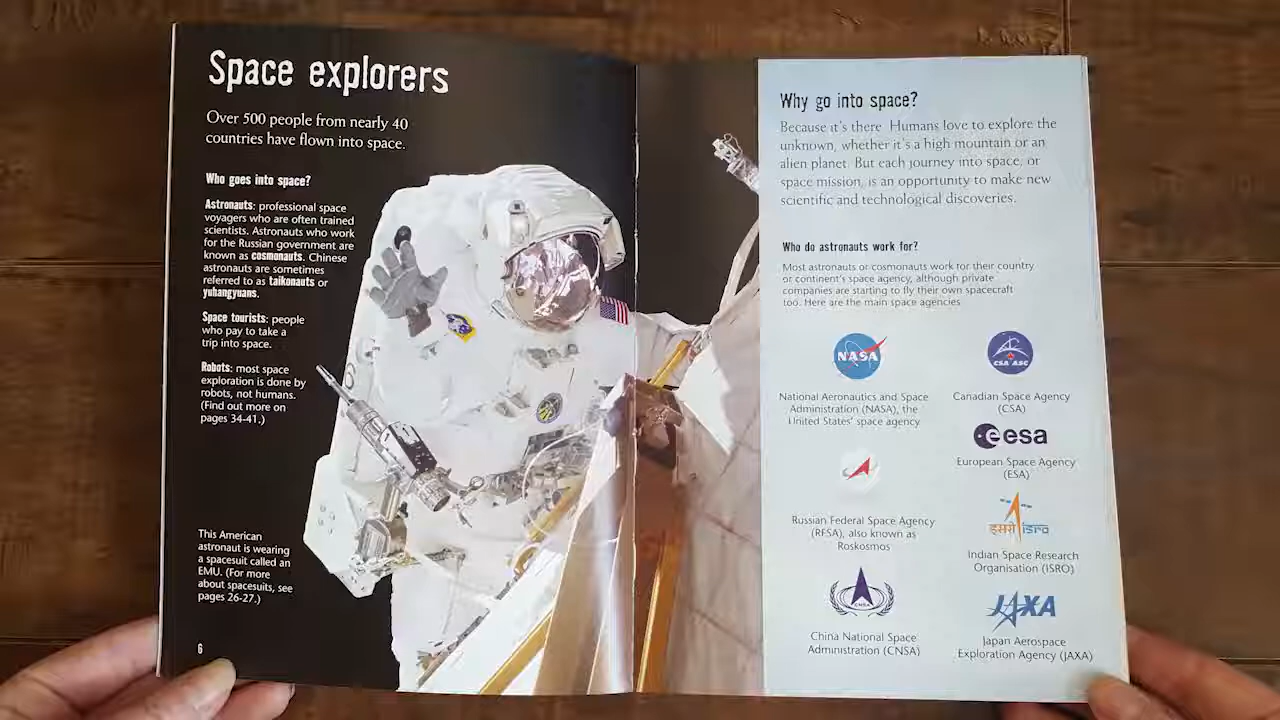 Space explorers
Over 500 people from nearly 40
countries have flown into space.
Who goes into space?
Astronauts: professional space
voyagers who are often trained
scientists. Astronauts who work
for the Russian government are
known as cosmonauts. Chinese
astronauts are sometimes
referred to as taikonauts or
yuhangyuans.
Space tourists: people
who pay to take a
trip into space.
Robots: most space
exploration is done by
robots, not humans.
(Find out more on
pages 34-41.)
This American
astronaut is wearing
a spacesuit called an
EMU. (For more
about spacesuits, see
pages 26-27.)
6
Why go into space?
Because it's there. Humans love to explore the
unknown, whether it's a high mountain or an
alien planet. But each journey into space, or
space mission, is an opportunity to make new
scientific and technological discoveries.
Who do astronauts work for?
Most astronauts or cosmonauts work for their country
or continent's space agency, although private
companies are starting to fly their own spacecraft
too. Here are the main space agencies
NASA
National Aeronautics and Space
Administration (NASA), the
United States' space agency
Russian Federal Space Agency
(RFSA), also known as
Roskosmos
CNSA
China National Space
Administration (CNSA)
CSA ASC
Canadian Space Agency
(CSA)
esa
European Space Agency
(ESA)
इसरो isro
Indian Space Research
Organisation (ISRO)
JAXA
Japan Aerospace
Exploration Agency (JAXA)